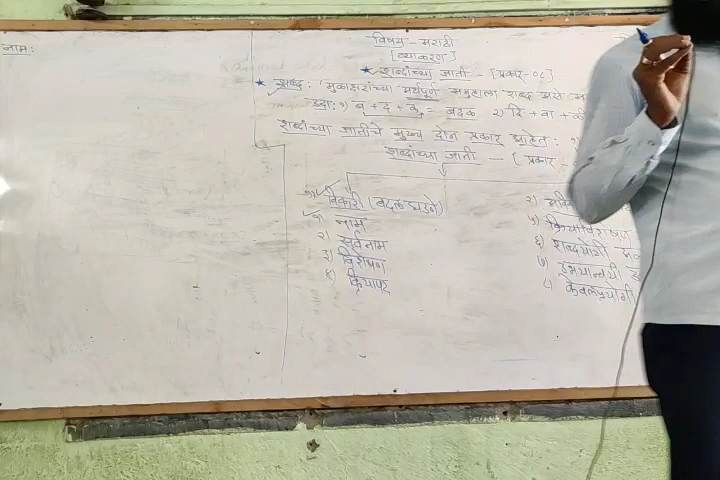 नाम:
विषय - मराठी
[व्याकरण]
★ शब्दांच्या जाती - [प्रकार-०८]
★ शब्द: मुळाक्षरांच्या अर्थपूर्ण समुहाला शब्द असे
उदा: १) ब + द + क = बदक २)
शब्दांच्या जातीचे मुख्य दोन प्रकार आहेत:
शब्दांच्या जाती - [प्रकार -
विकारी (बदल घडणे)
१) नाम
२) सर्वनाम
३) विशेषण
४) क्रियापद
२)
५) क्रियाविशेषण
६) शब्दयोगी
७) उभयान्वयी
८) केवलप्रयोगी